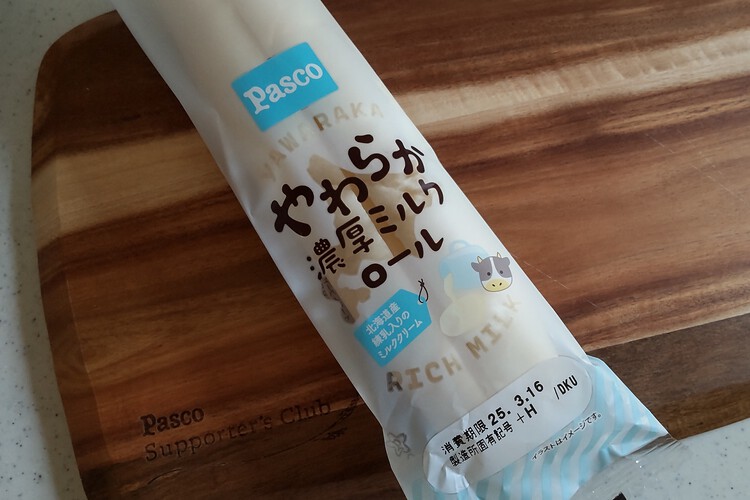 Pasco
YAWARAKA
やわらか
濃厚ミルク
ロール
北海道産
練乳入りの
ミルククリーム
RICH MILK
消費期限 25. 3.16
製造所固有記号 +H /DKU
イラストはイメージです。
Pasco
Supporter's Club